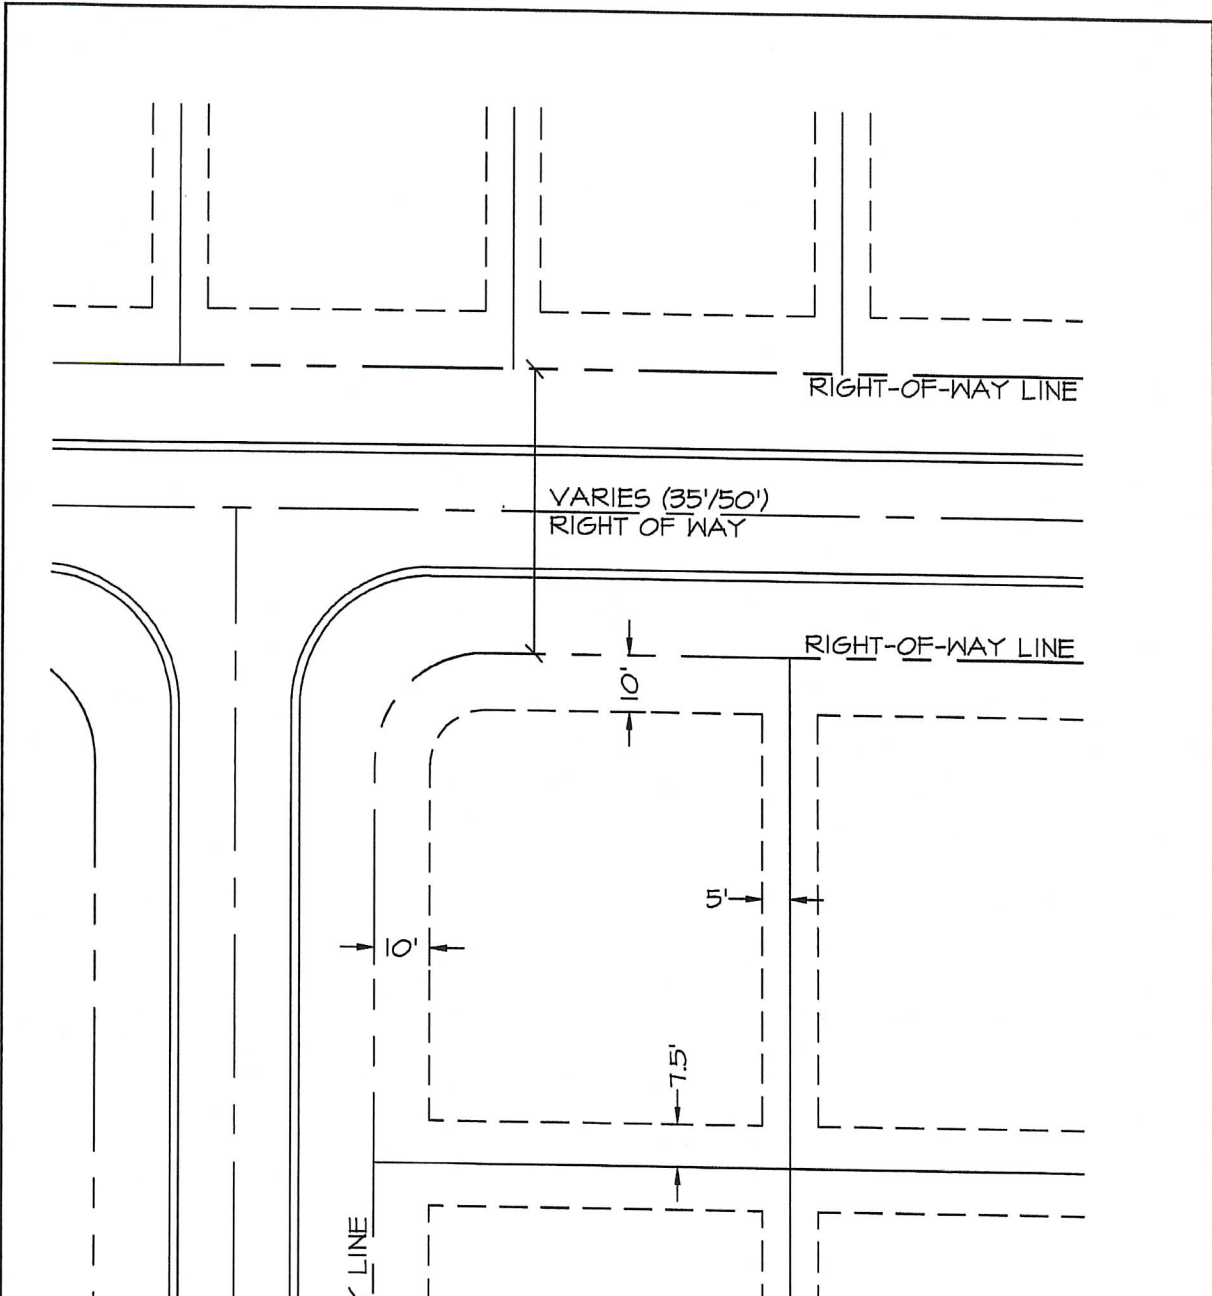 RIGHT-OF-WAY LINE
VARIES (35'/50')
RIGHT OF WAY
RIGHT-OF-WAY LINE
10'
5'
10'
7.5'
LINE